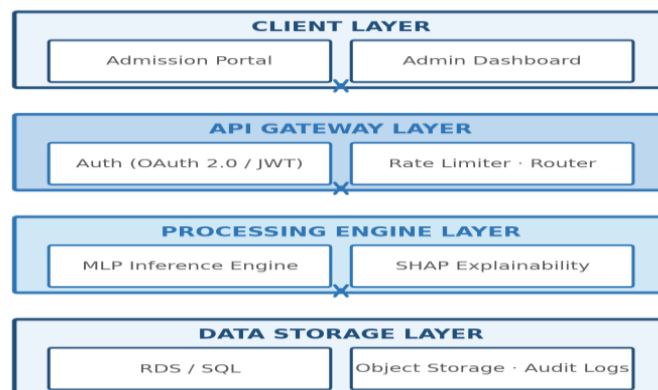 CLIENT LAYER
Admission Portal
Admin Dashboard
API GATEWAY LAYER
Auth (OAuth 2.0 / JWT)
Rate Limiter · Router
PROCESSING ENGINE LAYER
MLP Inference Engine
SHAP Explainability
DATA STORAGE LAYER
RDS / SQL
Object Storage · Audit Logs